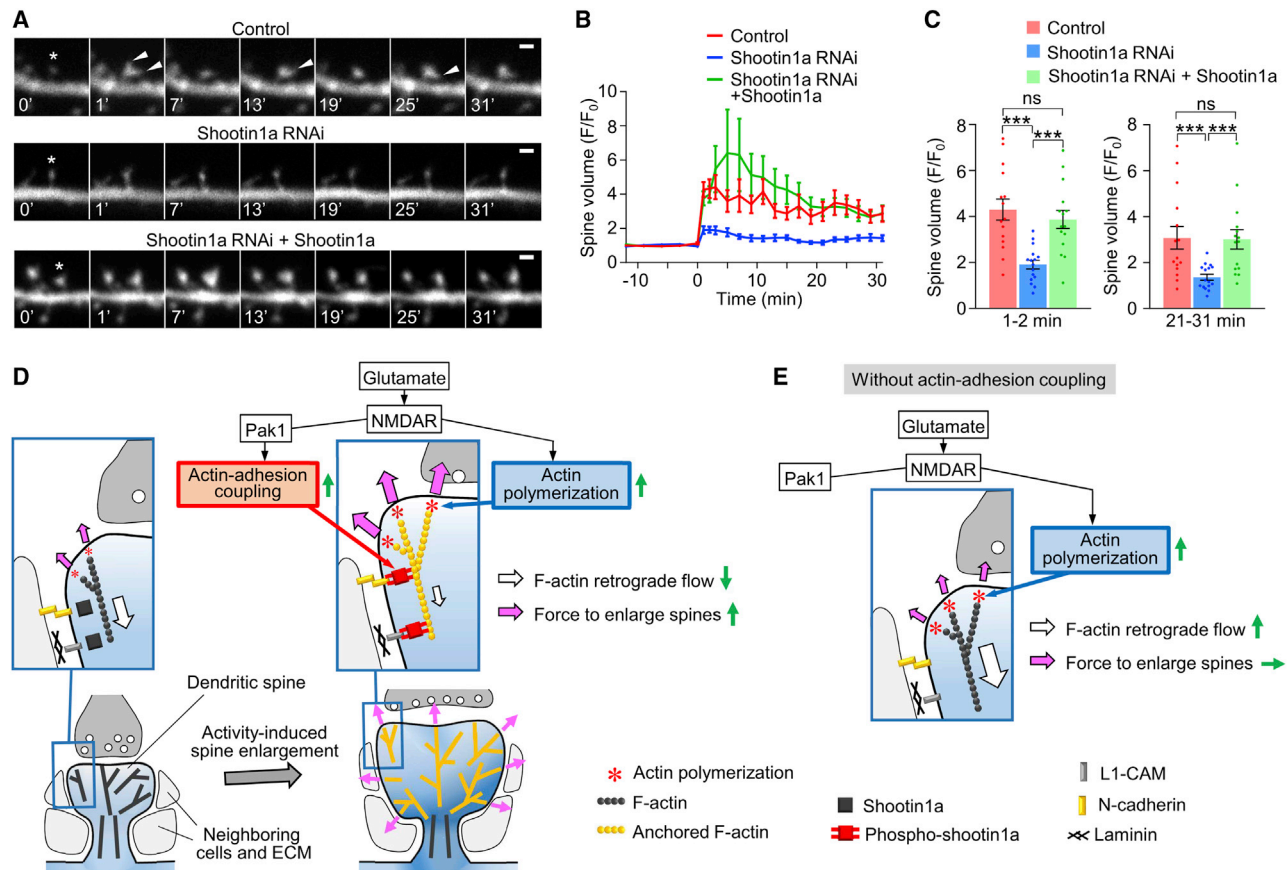 A
Control
*
0’ 1’ 7’ 13’ 19’ 25’ 31’
Shootin1a RNAi
*
0’ 1’ 7’ 13’ 19’ 25’ 31’
Shootin1a RNAi + Shootin1a
*
0’ 1’ 7’ 13’ 19’ 25’ 31’
B
Control
Shootin1a RNAi
Shootin1a RNAi
+Shootin1a
Spine volume (F/F0)
10
8
6
4
2
0
-10 0 10 20 30
Time (min)
C
Control
Shootin1a RNAi
Shootin1a RNAi + Shootin1a
ns
*** ***
Spine volume (F/F0)
8
6
4
2
0
1-2 min
ns
*** ***
Spine volume (F/F0)
8
6
4
2
0
21-31 min
D
Glutamate
NMDAR
Pak1
Actin-adhesion
coupling
Actin
polymerization
F-actin retrograde flow
Force to enlarge spines
Dendritic spine
Activity-induced
spine enlargement
Neighboring
cells and ECM
E
Without actin-adhesion coupling
Glutamate
NMDAR
Pak1
Actin
polymerization
F-actin retrograde flow
Force to enlarge spines
* Actin polymerization
F-actin
Anchored F-actin
Shootin1a
Phospho-shootin1a
L1-CAM
N-cadherin
Laminin